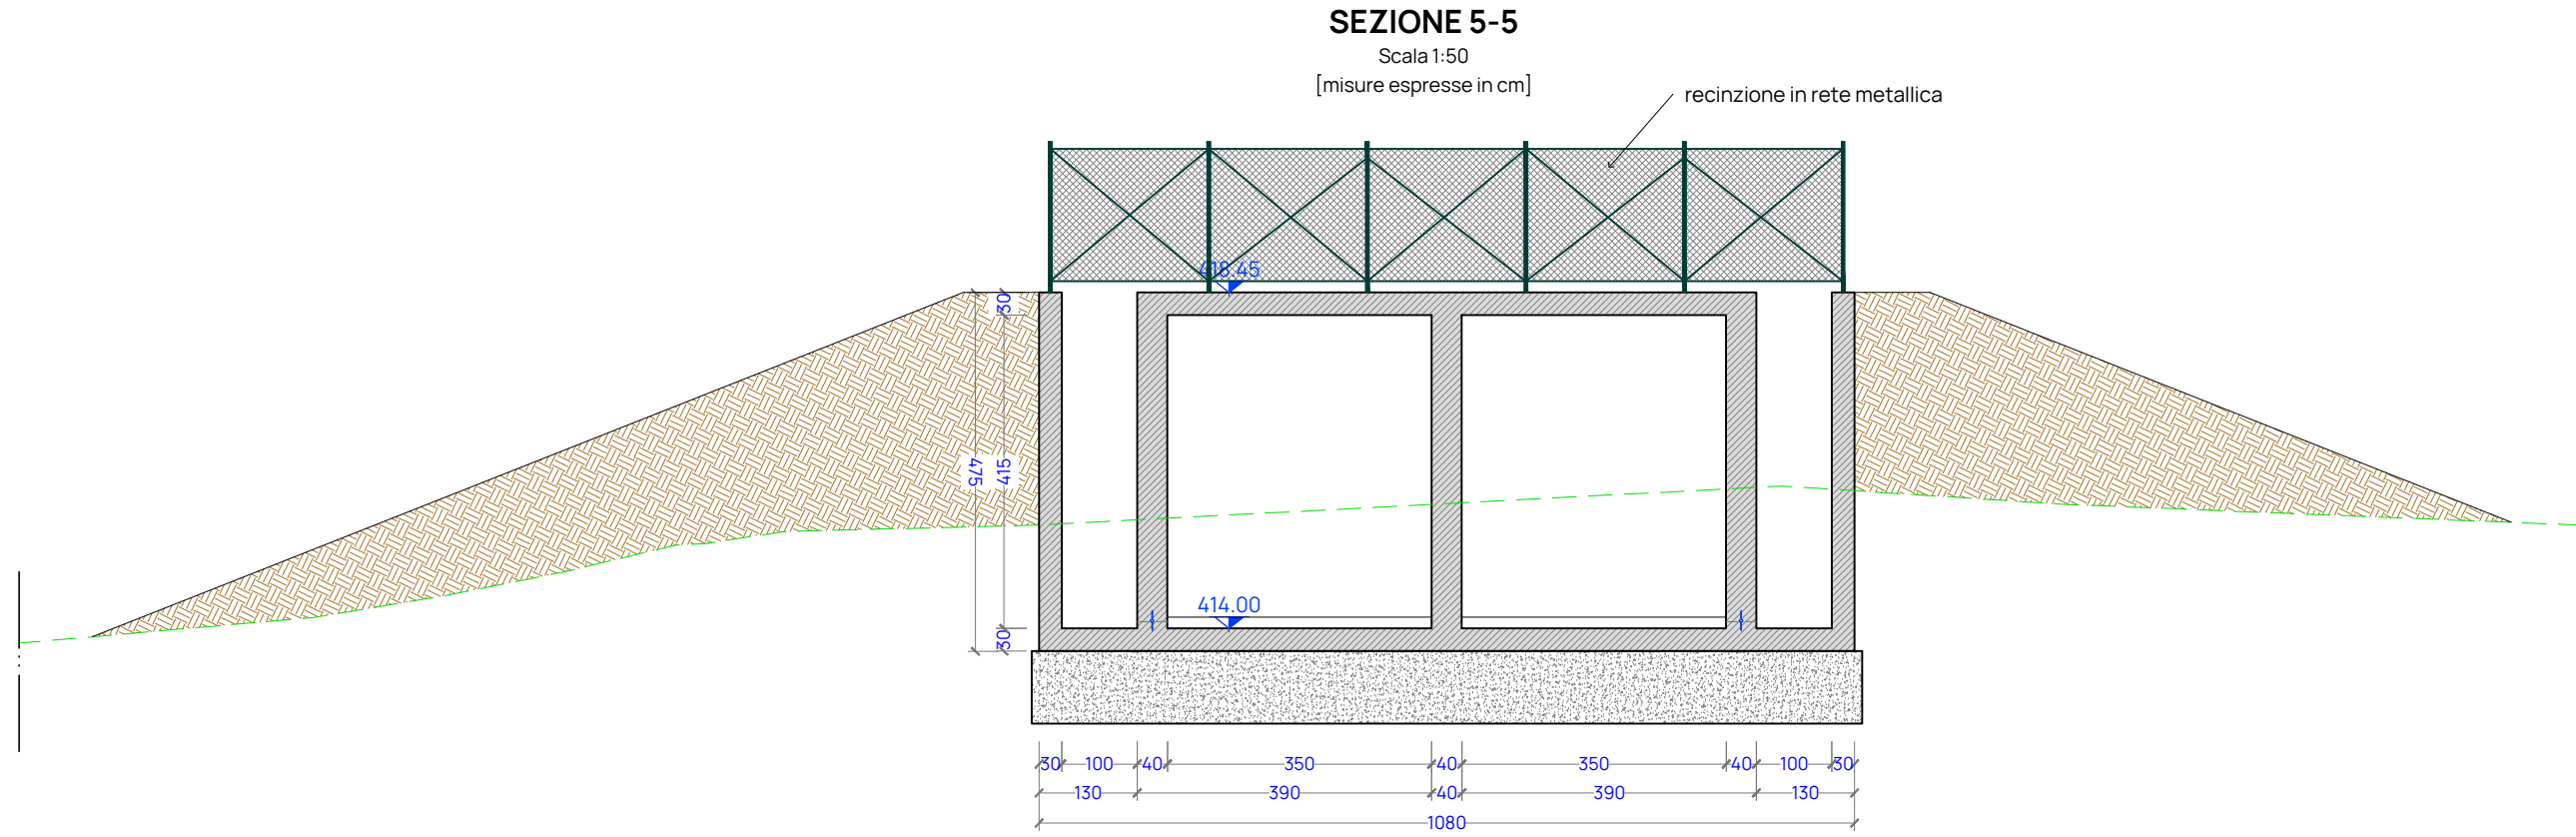 SEZIONE 5-5
Scala 1:50
[misure espresse in cm]
recinzione in rete metallica
418.45
30
475
415
414.00
30
30 100 40 350 40 350 40 100 30
130 390 40 390 130
1080